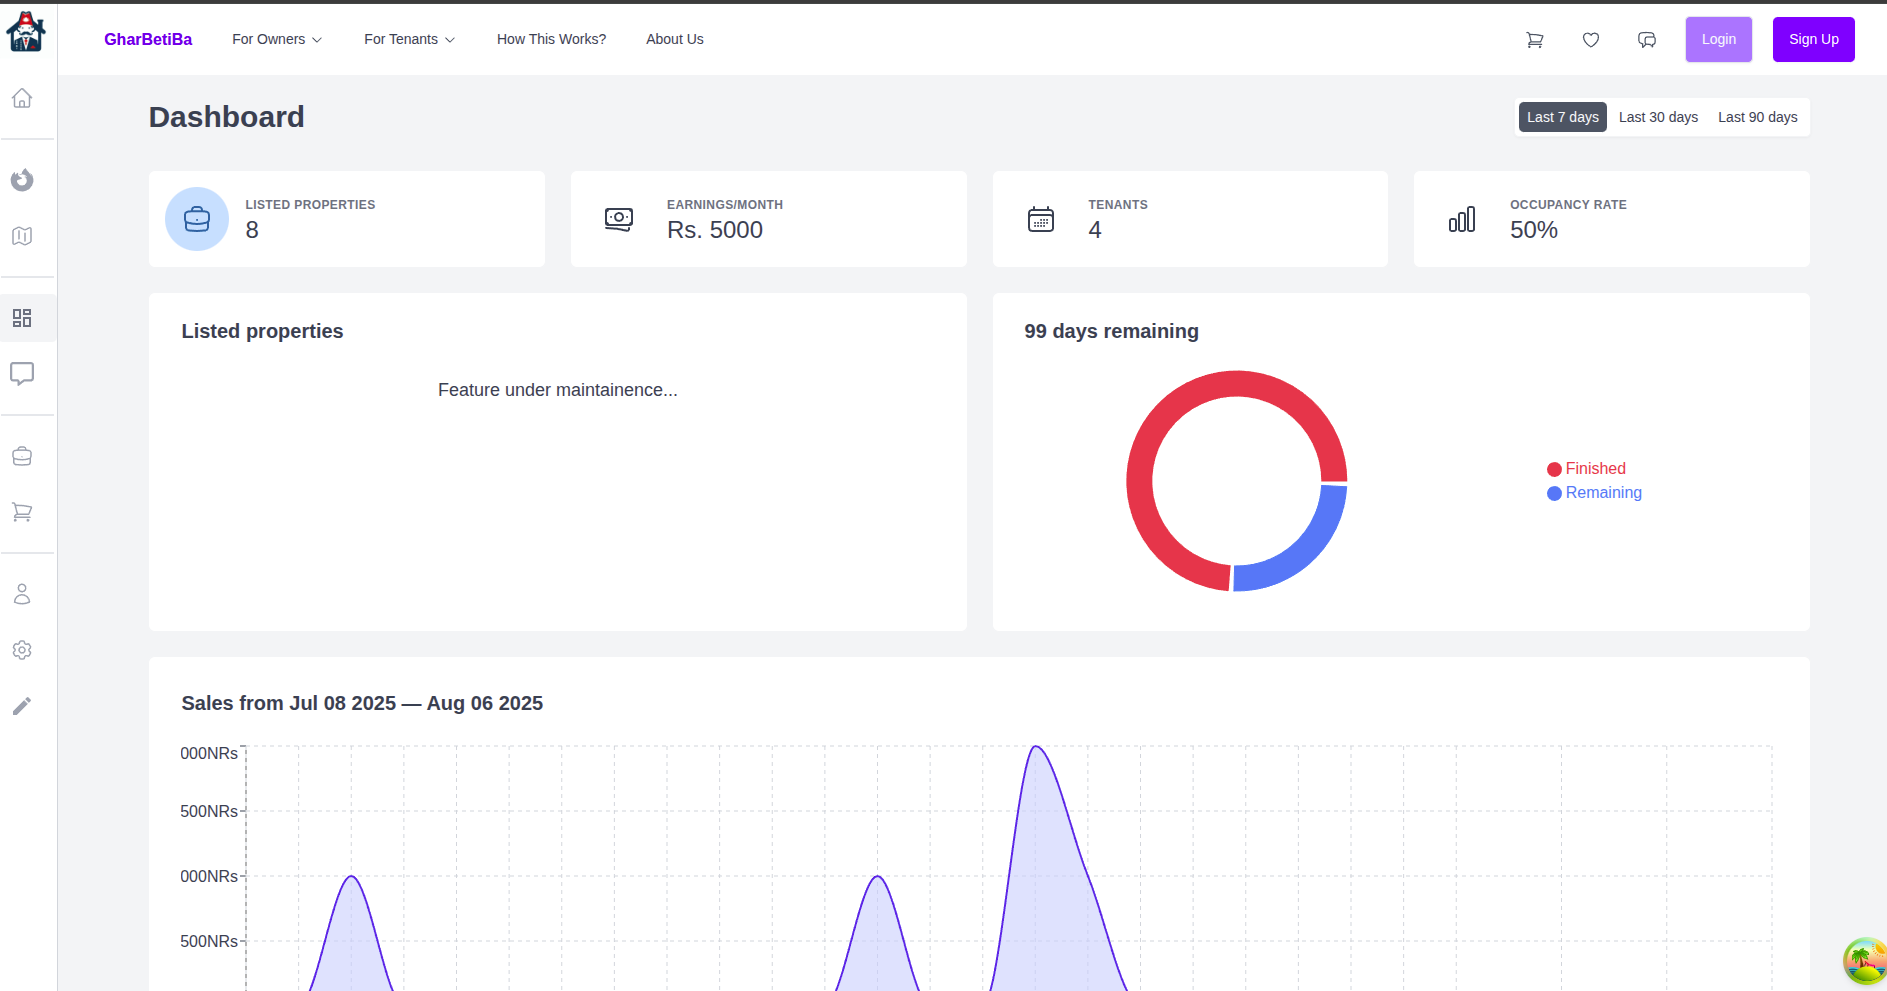 GharBetiBa For Owners For Tenants How This Works? About Us Login Sign Up
Dashboard
Last 7 days Last 30 days Last 90 days
LISTED PROPERTIES
8
EARNINGS/MONTH
Rs. 5000
TENANTS
4
OCCUPANCY RATE
50%
Listed properties
Feature under maintainence...
99 days remaining
Finished
Remaining
Sales from Jul 08 2025 — Aug 06 2025
000NRs
500NRs
000NRs
500NRs